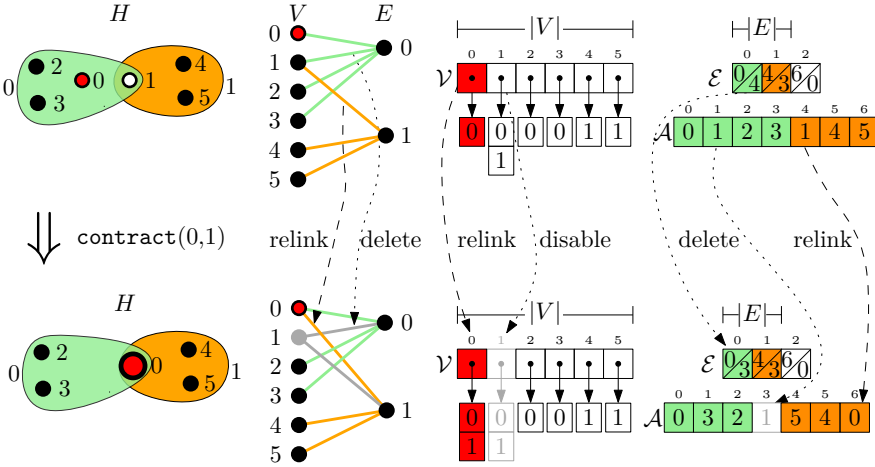 H V E |V| |E|
0 2 0 1 4 1
3 5
0 0
1
2
3 1
4
5
0 1 2 3 4 5
𝒱
0 0 0 0 1 1
1
0 1 2
ℰ 0/4 4/3 6/0
0 1 2 3 4 5 6
𝒜 0 1 2 3 1 4 5
contract(0,1) relink delete relink disable delete relink
H |V| |E|
0 2 0 4 1
3 5
0 0
1
2
3 1
4
5
0 1 2 3 4 5
𝒱
0 0 0 0 1 1
1 1
0 1 2
ℰ 0/3 4/3 6/0
0 1 2 3 4 5 6
𝒜 0 3 2 1 5 4 0